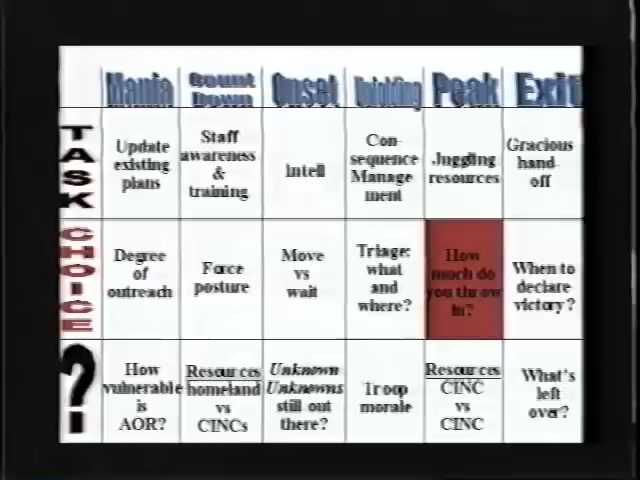 Mania
Count Down
Onset
Unfolding
Peak
Exit
TASK
Update existing plans
Staff awareness & training
Intell
Con- sequence Manage ment
Juggling resources
Gracious hand- off
CHOICE
Degree of outreach
Force posture
Move vs wait
Triage: what and where?
How much do you throw in?
When to declare victory?
?!
How vulnerable is AOR?
Resources homeland vs CINCs
Unknown Unknowns still out there?
Troop morale
Resources CINC vs CINC
What's left over?